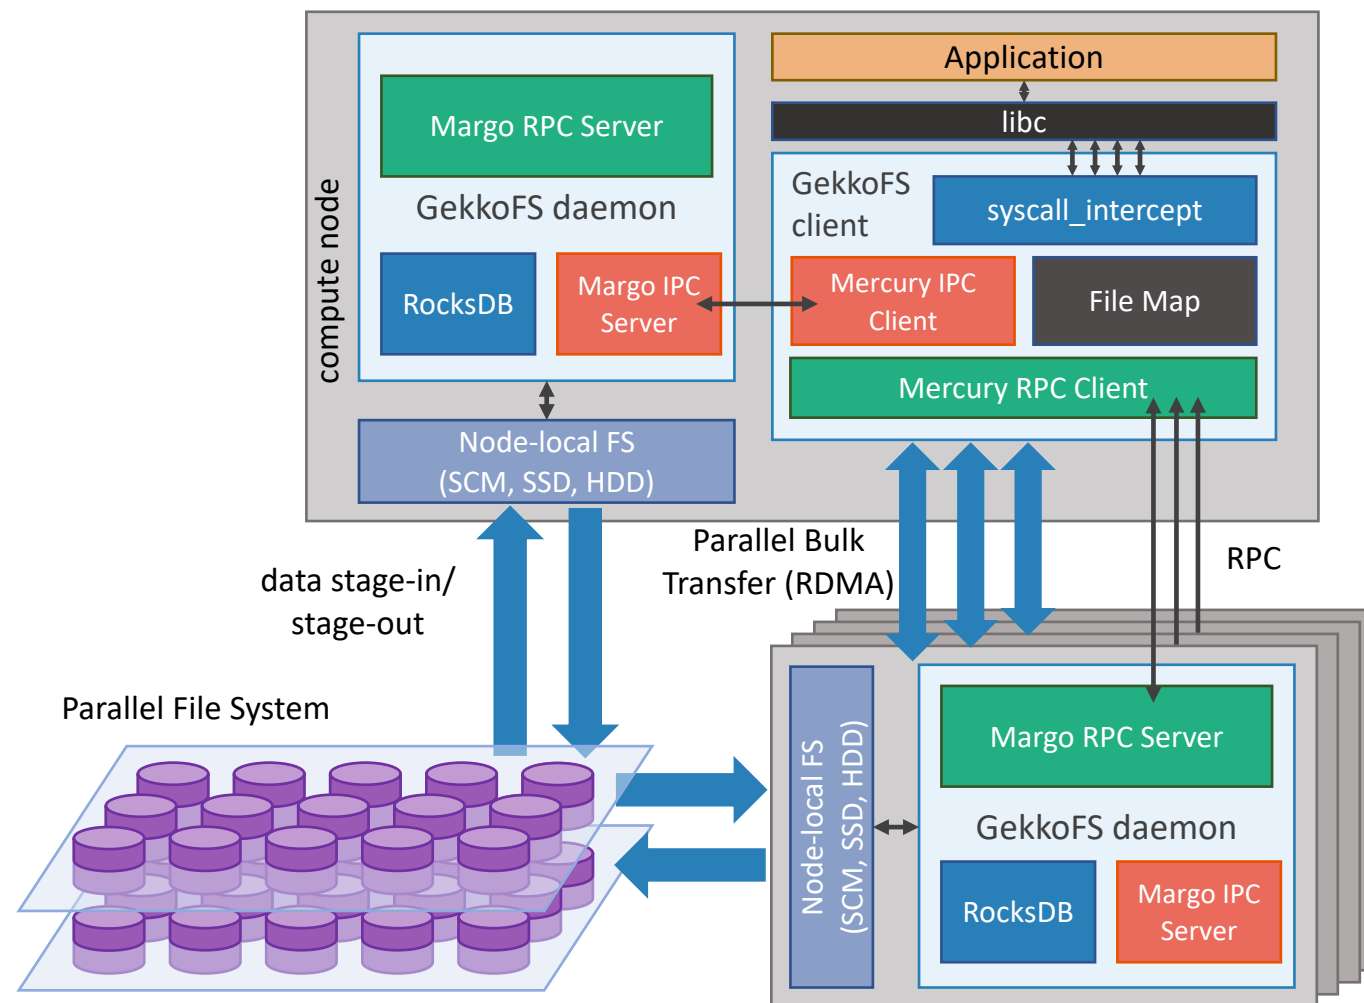 compute node
Margo RPC Server
GekkoFS daemon
RocksDB
Margo IPC
Server
Node-local FS
(SCM, SSD, HDD)
Application
libc
GekkoFS
client
syscall_intercept
Mercury IPC
Client
File Map
Mercury RPC Client
data stage-in/
stage-out
Parallel Bulk
Transfer (RDMA)
RPC
Parallel File System
Node-local FS
(SCM, SSD, HDD)
Margo RPC Server
GekkoFS daemon
RocksDB
Margo IPC
Server